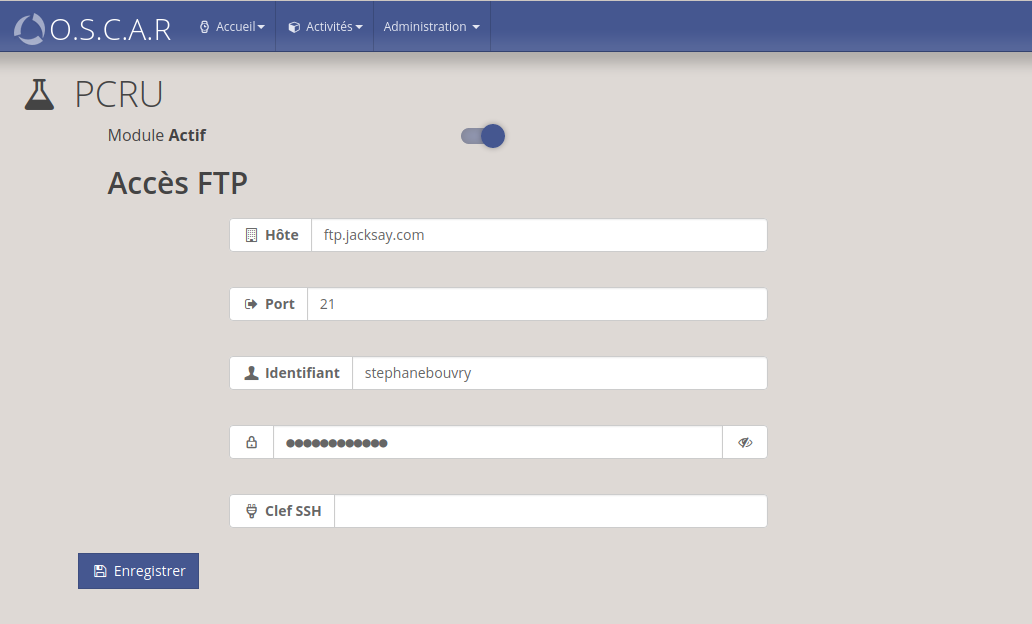 O.S.C.A.R Accueil Activités Administration
PCRU
Module Actif
Accès FTP
Hôte ftp.jacksay.com
Port 21
Identifiant stephanebouvry
●●●●●●●●●●●●
Clef SSH
Enregistrer